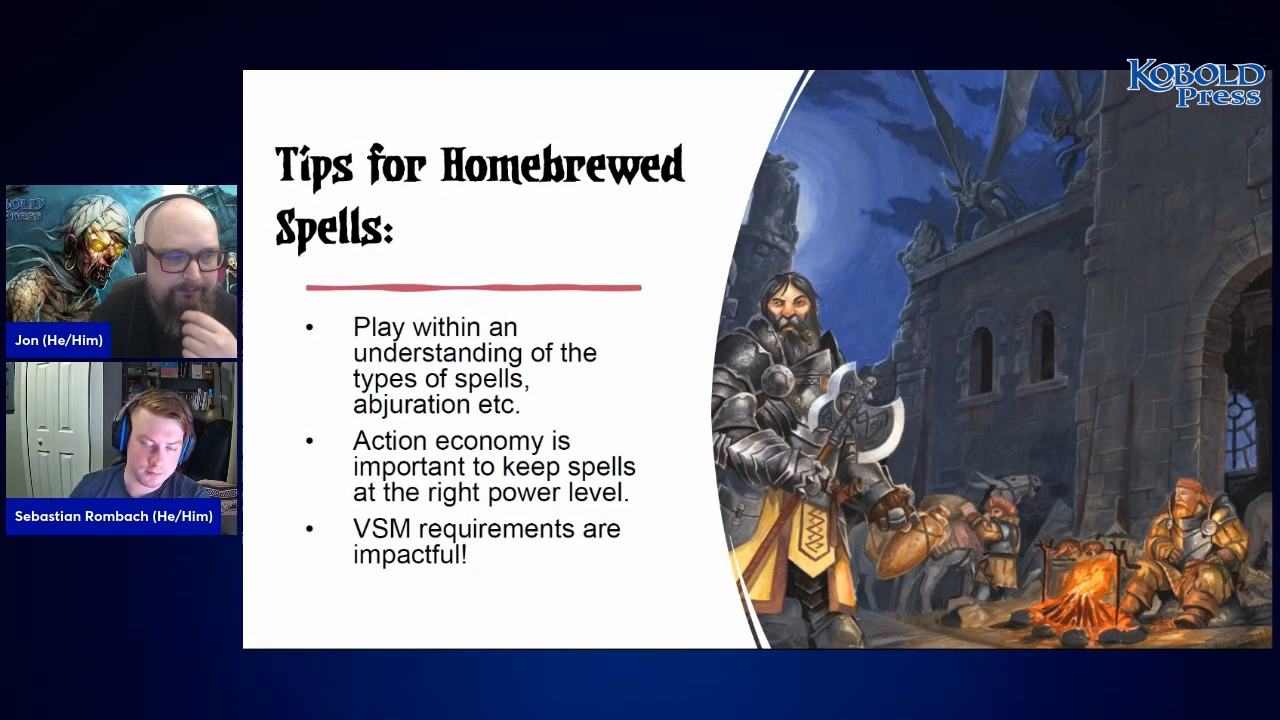 KOBOLD
Press
Tips for Homebrewed
Spells:
• Play within an
understanding of the
types of spells,
abjuration etc.
• Action economy is
important to keep spells
at the right power level.
• VSM requirements are
impactful!
Jon (He/Him)
Sebastian Rombach (He/Him)